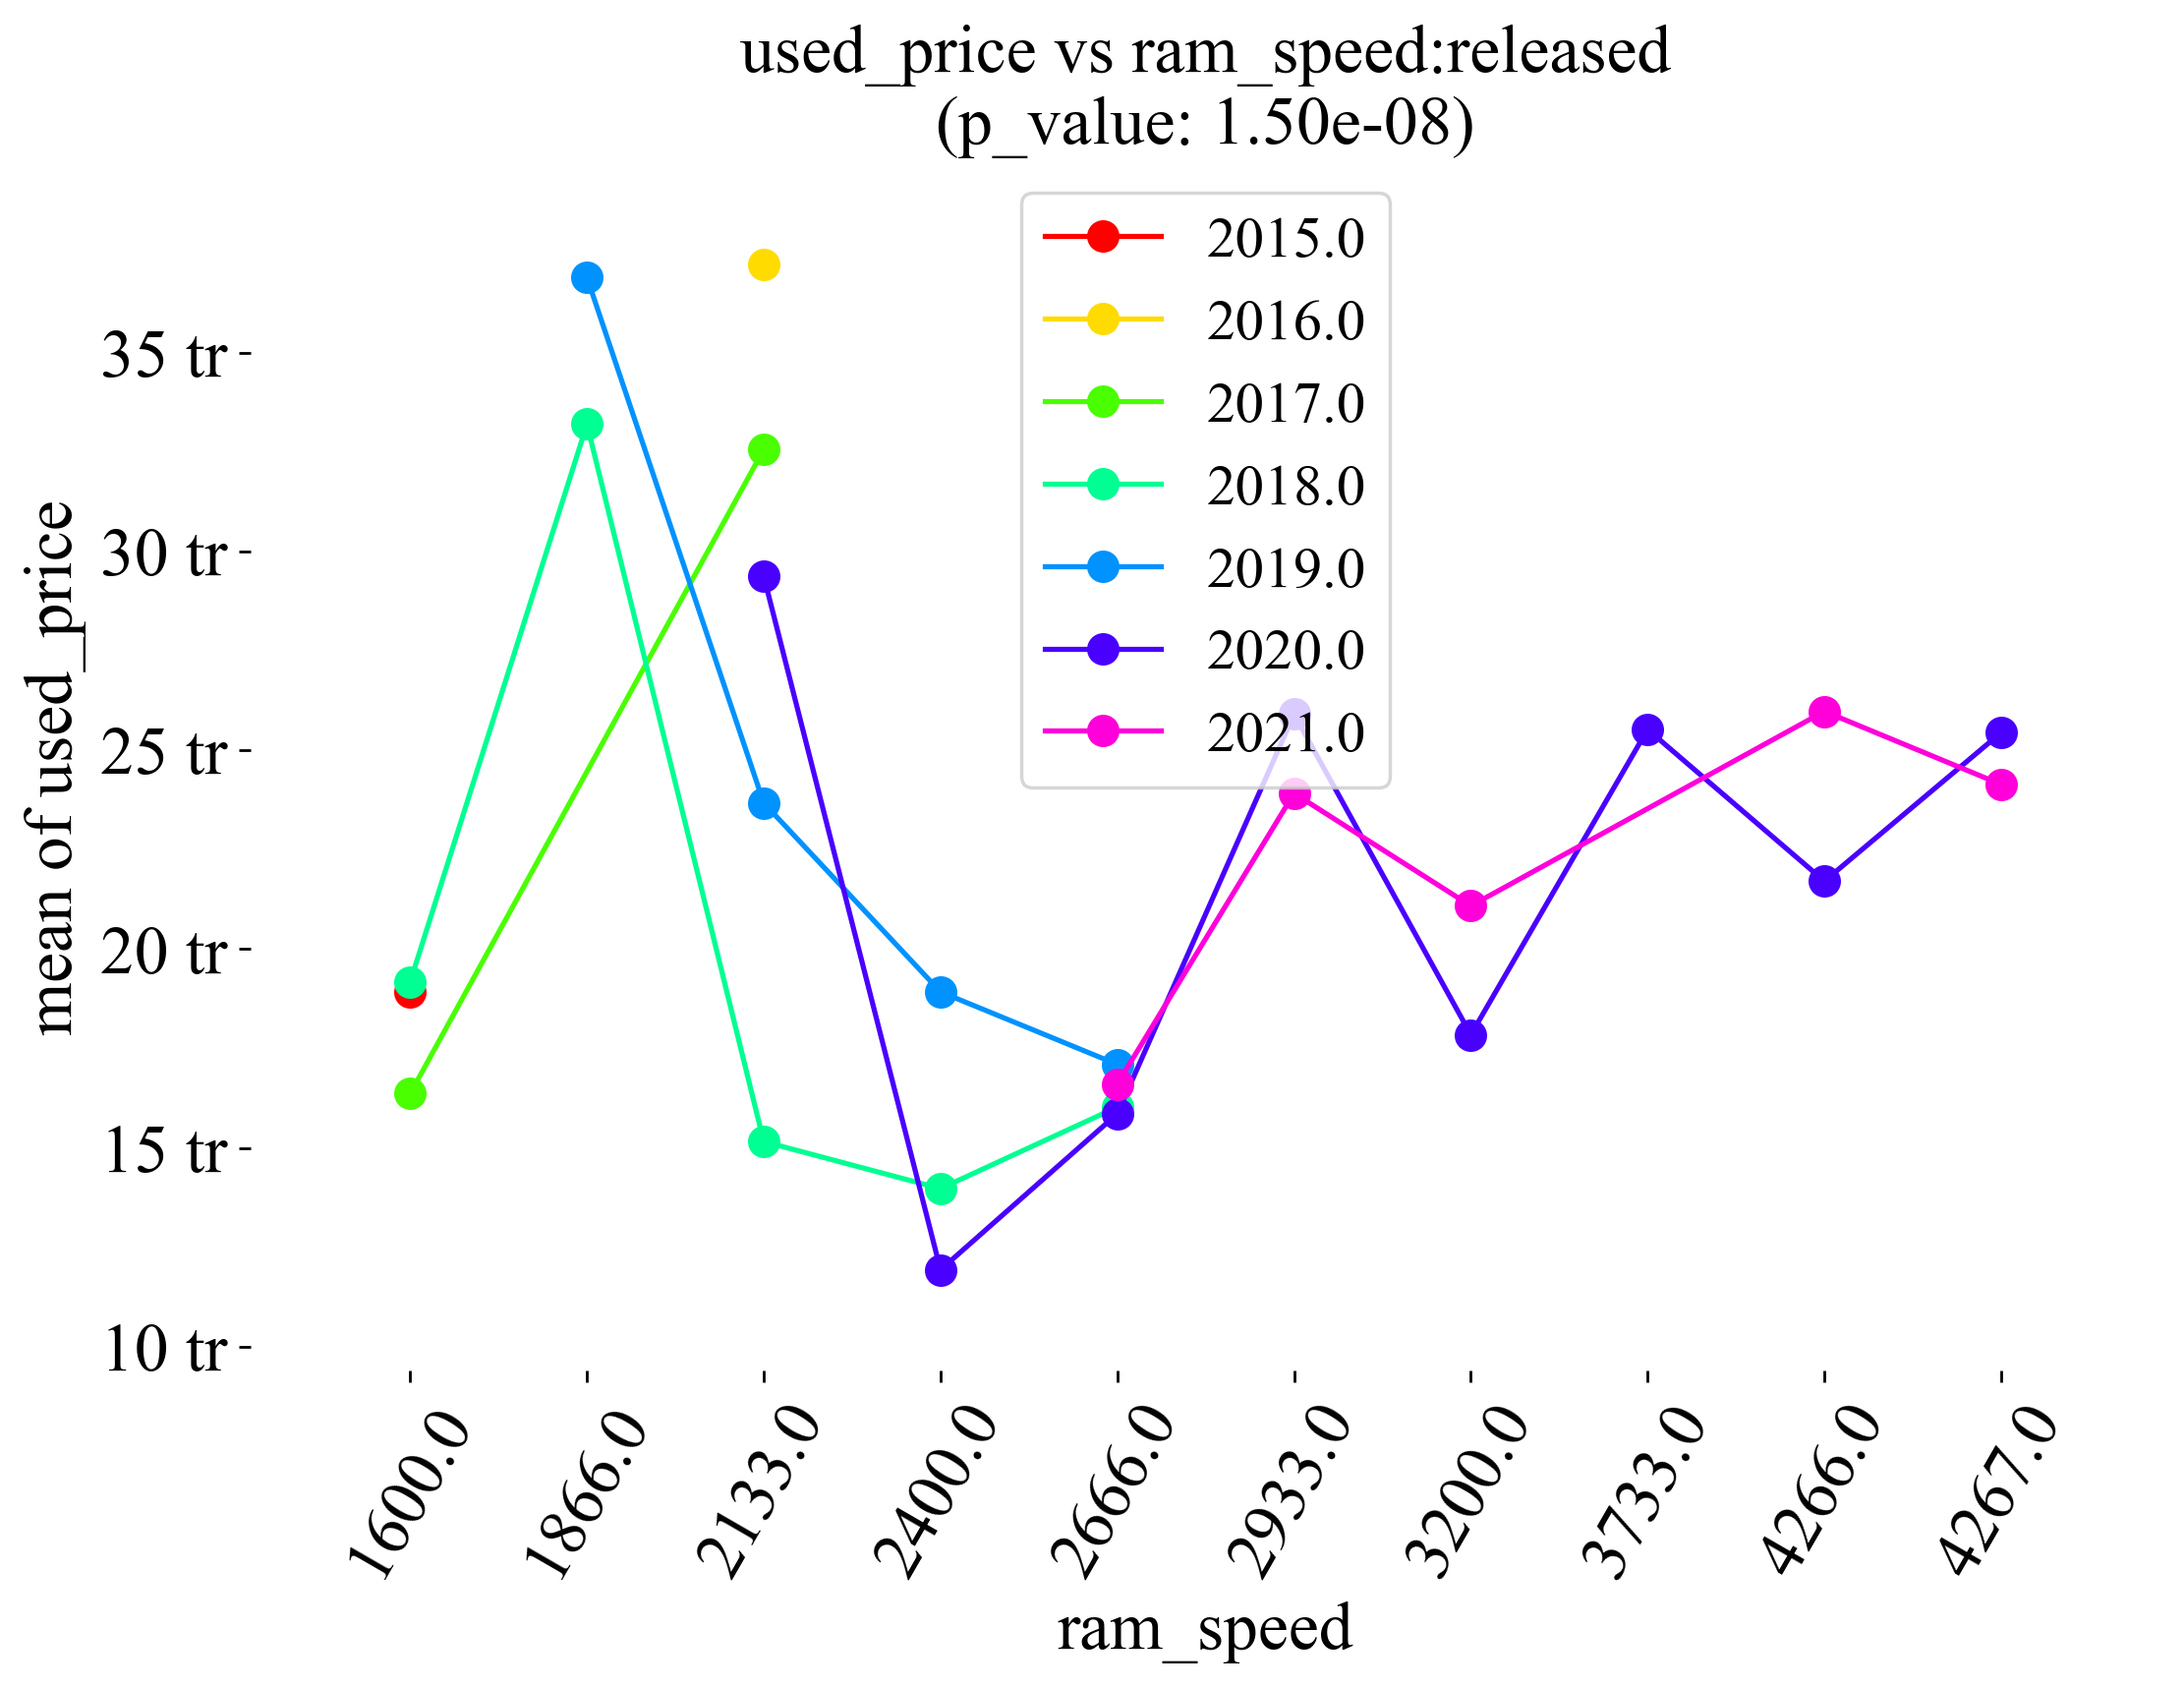 used_price vs ram_speed:released
(p_value: 1.50e-08)
2015.0
2016.0
2017.0
2018.0
2019.0
2020.0
2021.0
mean of used_price
35 tr
30 tr
25 tr
20 tr
15 tr
10 tr
1600.0
1866.0
2133.0
2400.0
2666.0
2933.0
3200.0
3733.0
4266.0
4267.0
ram_speed